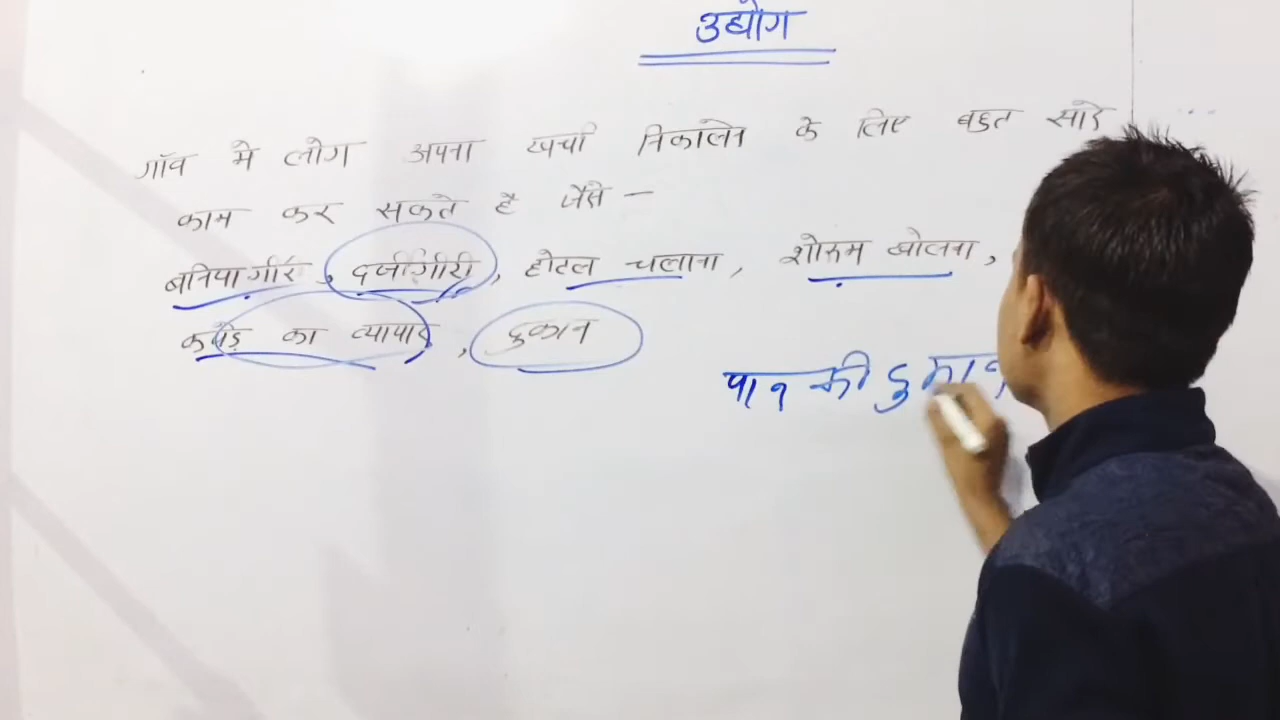 उद्योग
गाँव मे लोग अपना खर्चा निकालने के लिए बहुत सारे
काम कर सकते है जैसे –
बनियागीरी, दर्जीगीरी, होटल चलाना, शोरुम खोलना,
कपड़े का व्यापार, दुकान
पान की दुकान